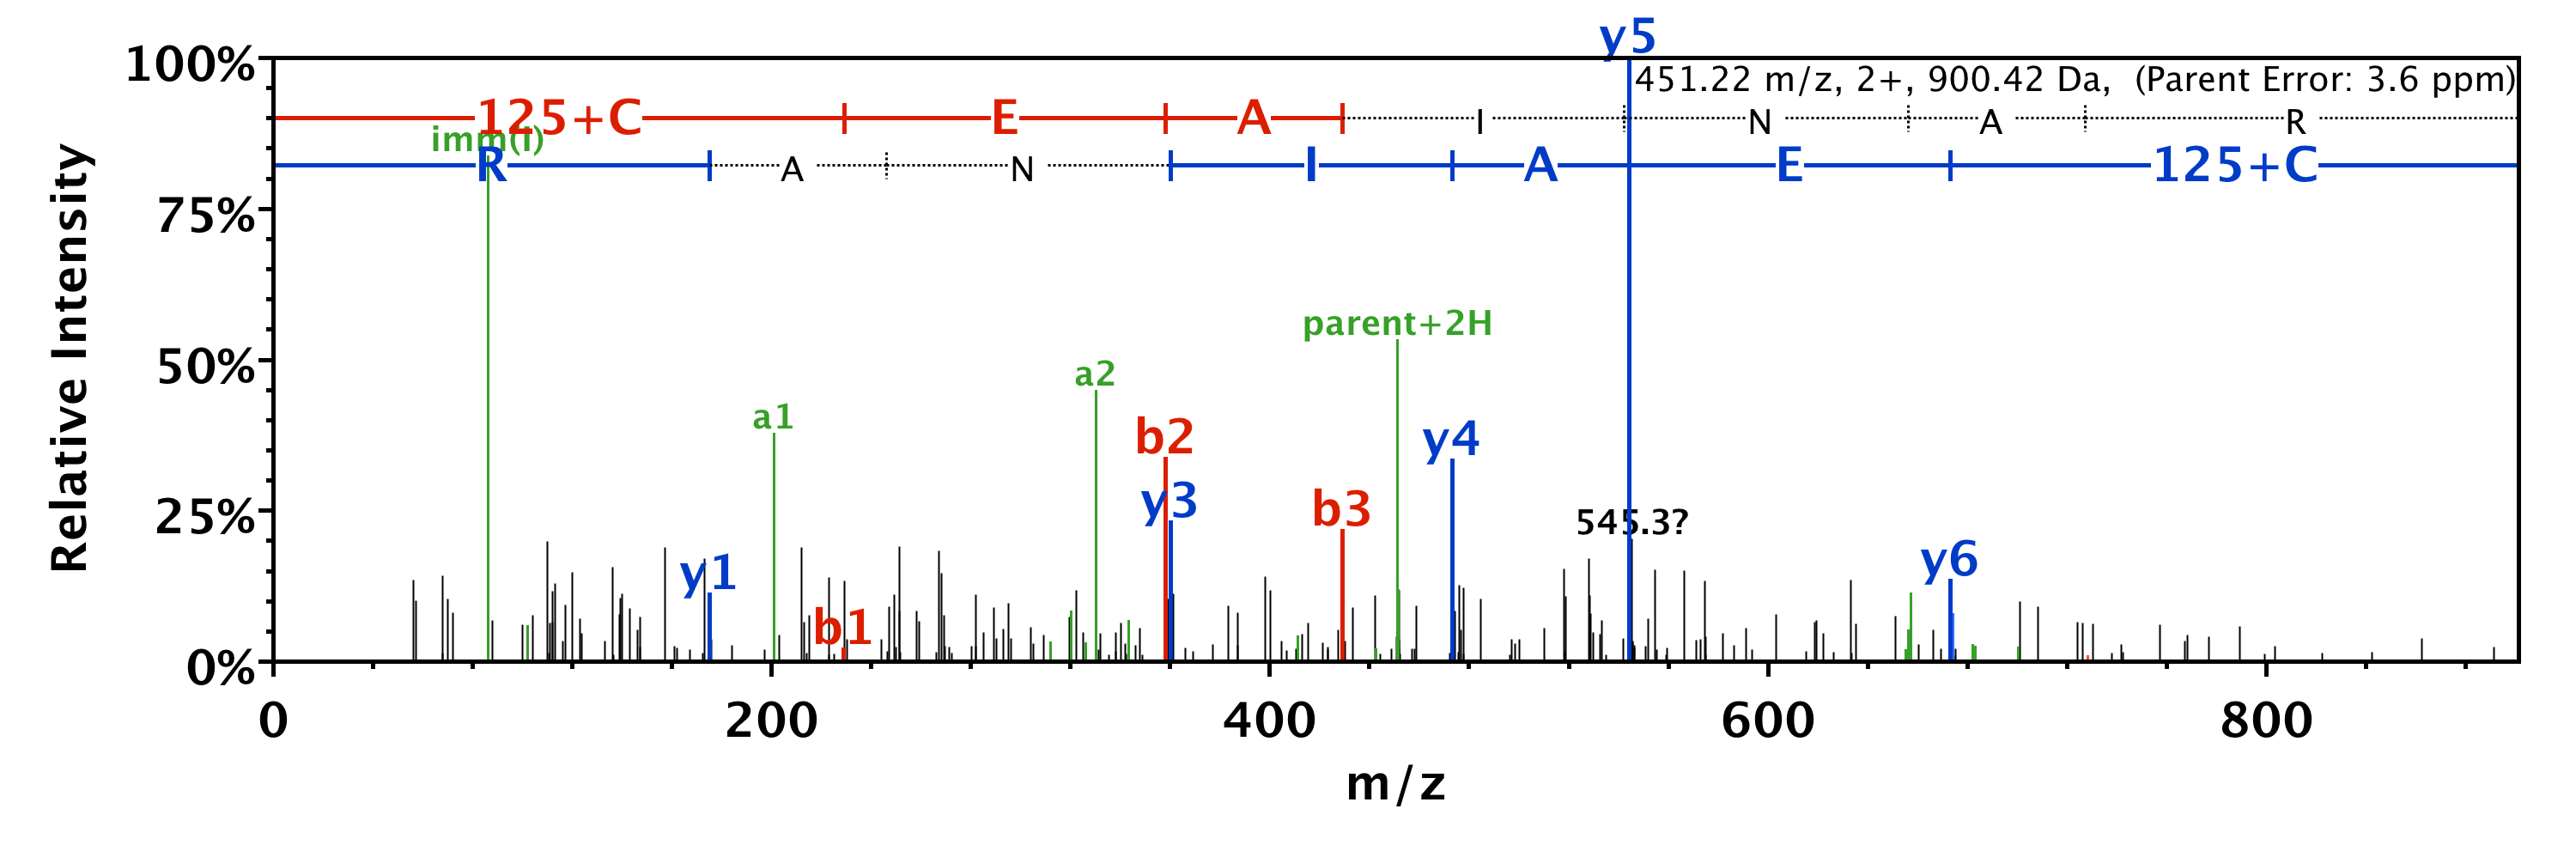 y5
100%
451.22 m/z, 2+, 900.42 Da, (Parent Error: 3.6 ppm)
125+C E A I N A R
imm(I)
R A N I A E 125+C
75%
parent+2H
50%
a2
a1
b2
y4
y3
b3
25%
545.3?
y1
y6
b1
0%
0 200 400 600 800
m/z
Relative Intensity